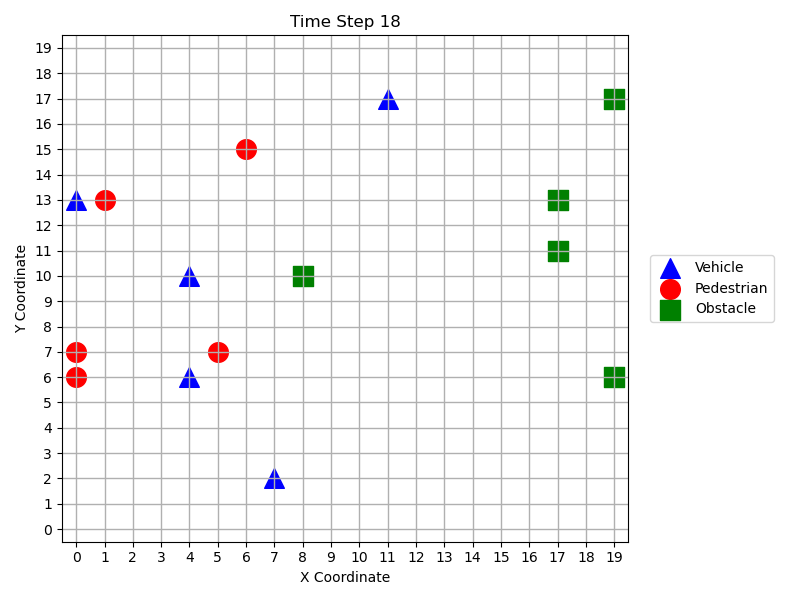 Time Step 18
19
18
17
16
15
14
13
12
11
10
9
8
7
6
5
4
3
2
1
0
Y Coordinate
0 1 2 3 4 5 6 7 8 9 10 11 12 13 14 15 16 17 18 19
X Coordinate
Vehicle
Pedestrian
Obstacle